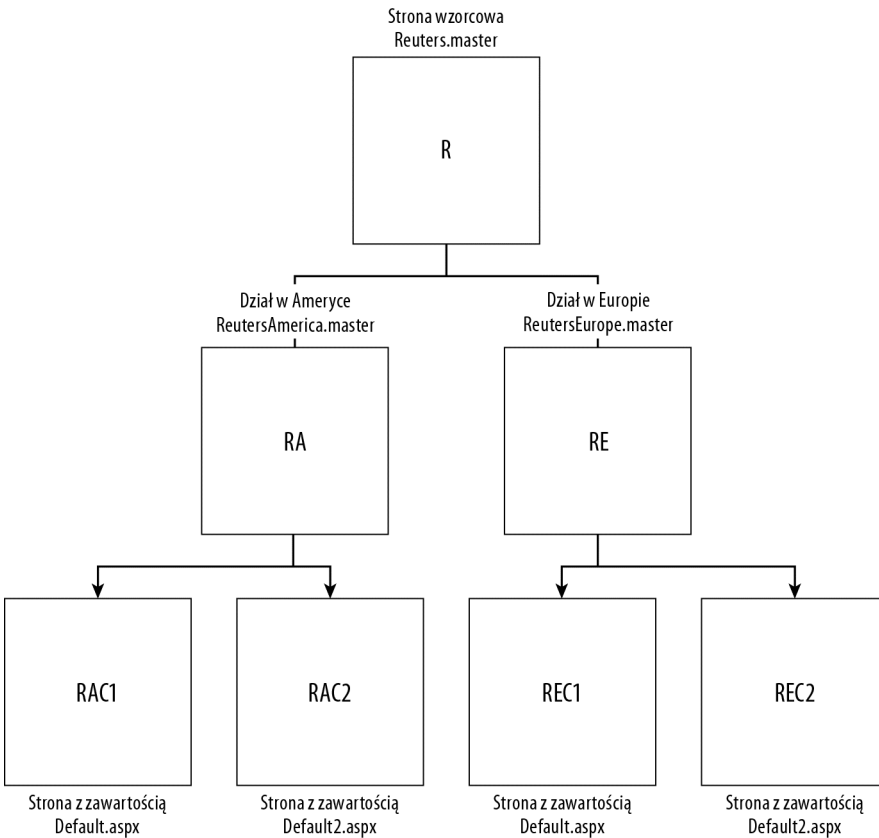 Strona wzorcowa
Reuters.master
R
Dział w Ameryce
ReutersAmerica.master
Dział w Europie
ReutersEurope.master
RA
RE
RAC1
RAC2
REC1
REC2
Strona z zawartością
Default.aspx
Strona z zawartością
Default2.aspx
Strona z zawartością
Default.aspx
Strona z zawartością
Default2.aspx